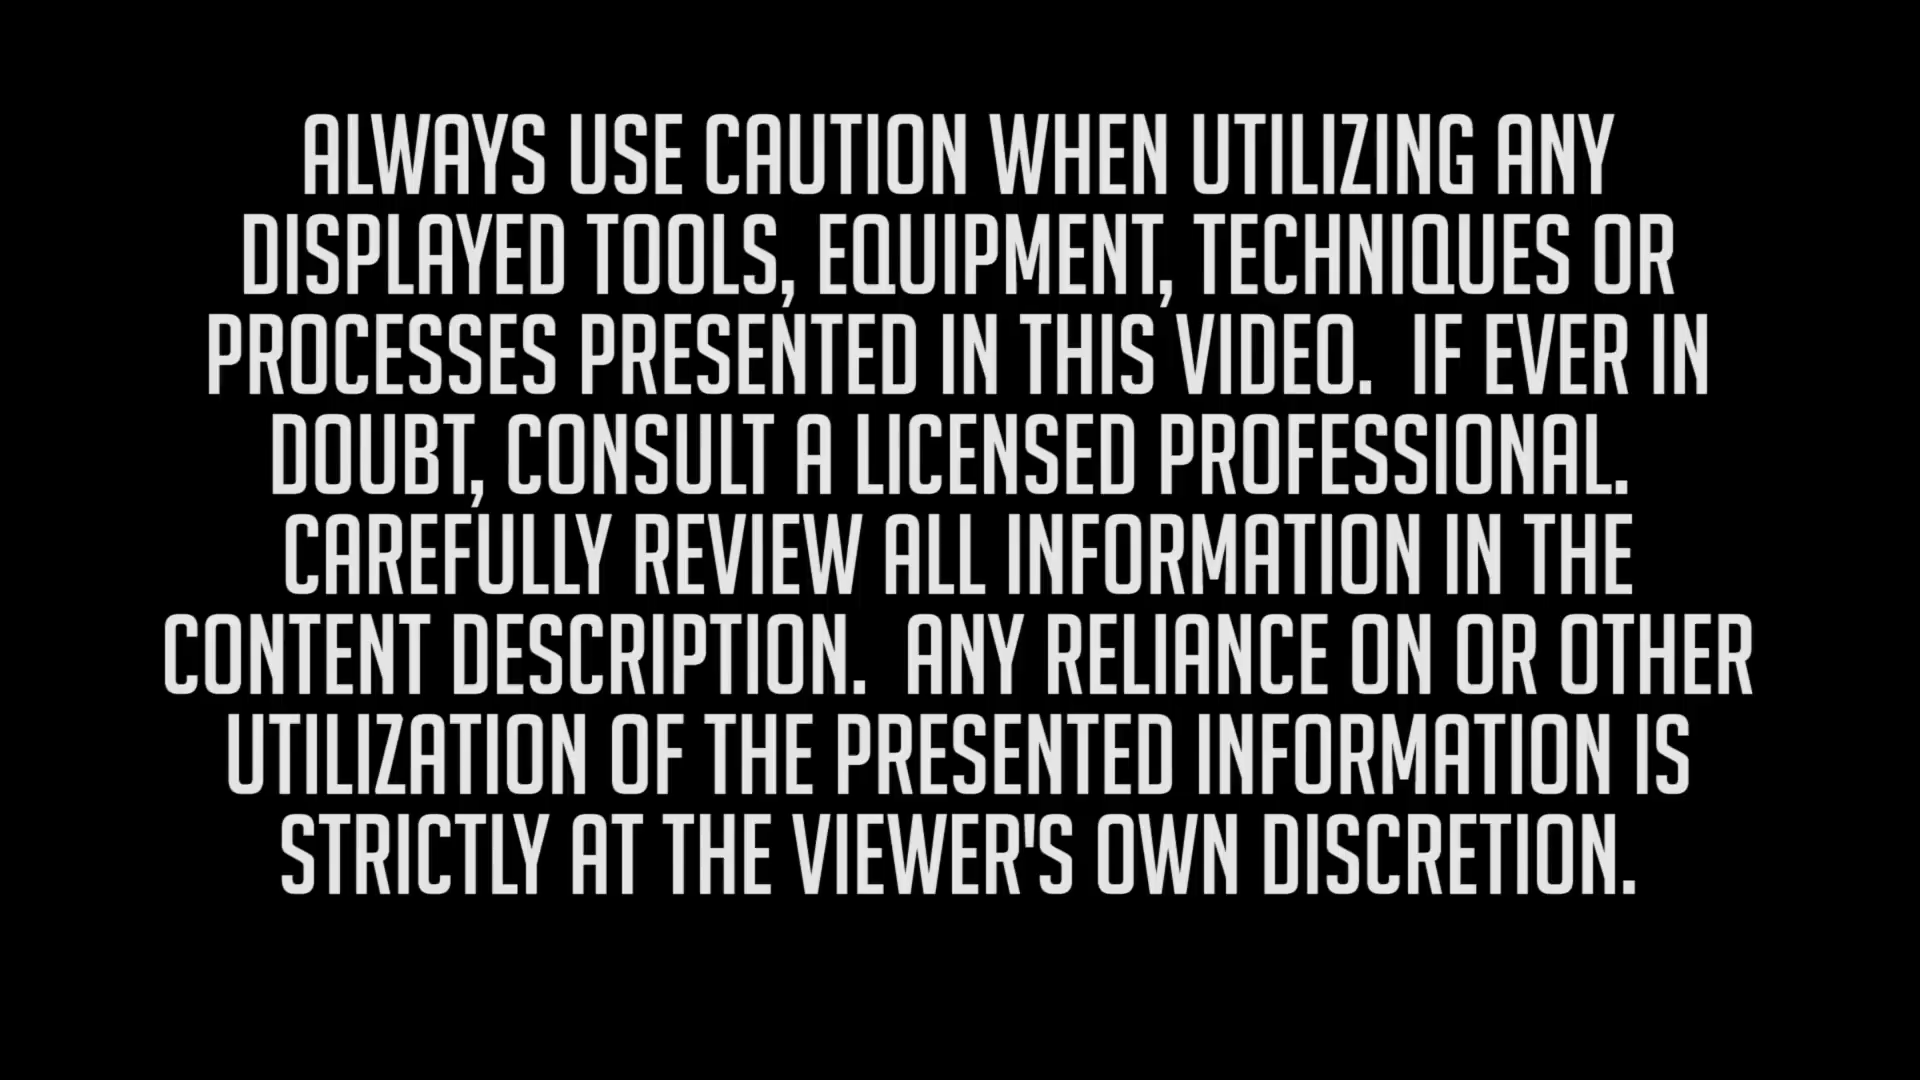 ALWAYS USE CAUTION WHEN UTILIZING ANY
DISPLAYED TOOLS, EQUIPMENT, TECHNIQUES OR
PROCESSES PRESENTED IN THIS VIDEO.  IF EVER IN
DOUBT, CONSULT A LICENSED PROFESSIONAL.
CAREFULLY REVIEW ALL INFORMATION IN THE
CONTENT DESCRIPTION.  ANY RELIANCE ON OR OTHER
UTILIZATION OF THE PRESENTED INFORMATION IS
STRICTLY AT THE VIEWER'S OWN DISCRETION.